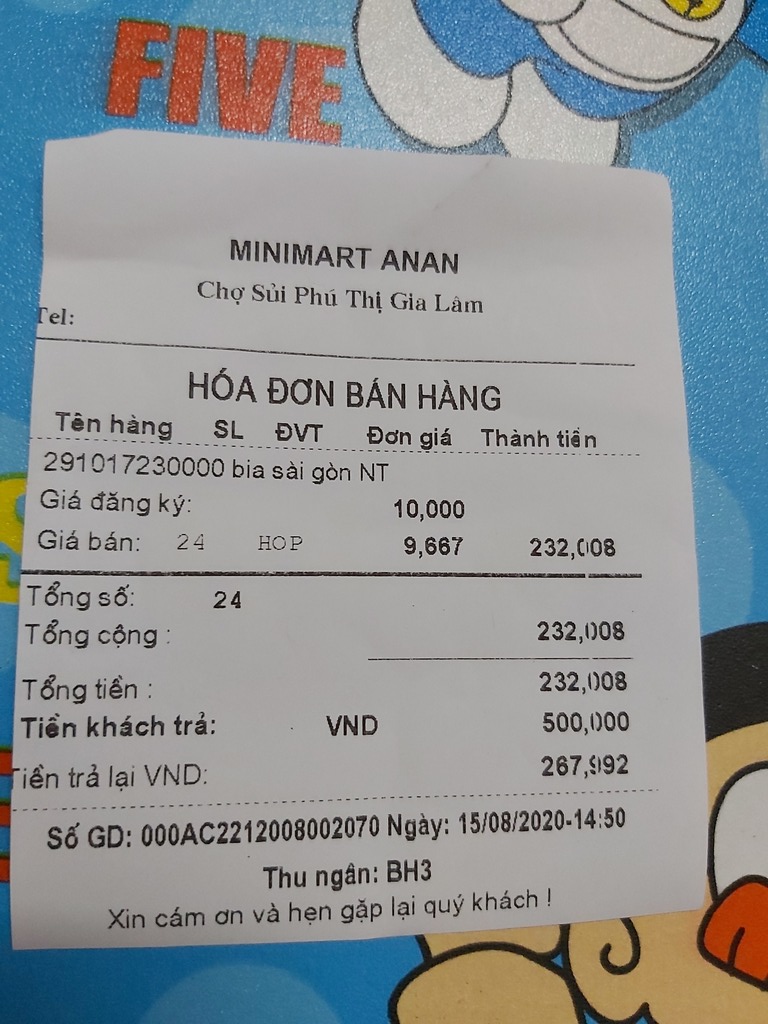 FIVE
MINIMART ANAN
Chợ Sủi Phú Thị Gia Lâm
Tel:
HÓA ĐƠN BÁN HÀNG
Tên hàng SL ĐVT Đơn giá Thành tiền
291017230000 bia sài gòn NT
Giá đăng ký: 10,000
Giá bán: 24 HOP 9,667 232,008
Tổng số: 24
Tổng cộng : 232,008
Tổng tiền : 232,008
Tiền khách trả: VND 500,000
Tiền trả lại VND: 267,992
Số GD: 000AC2212008002070 Ngày: 15/08/2020-14:50
Thu ngân: BH3
Xin cám ơn và hẹn gặp lại quý khách !